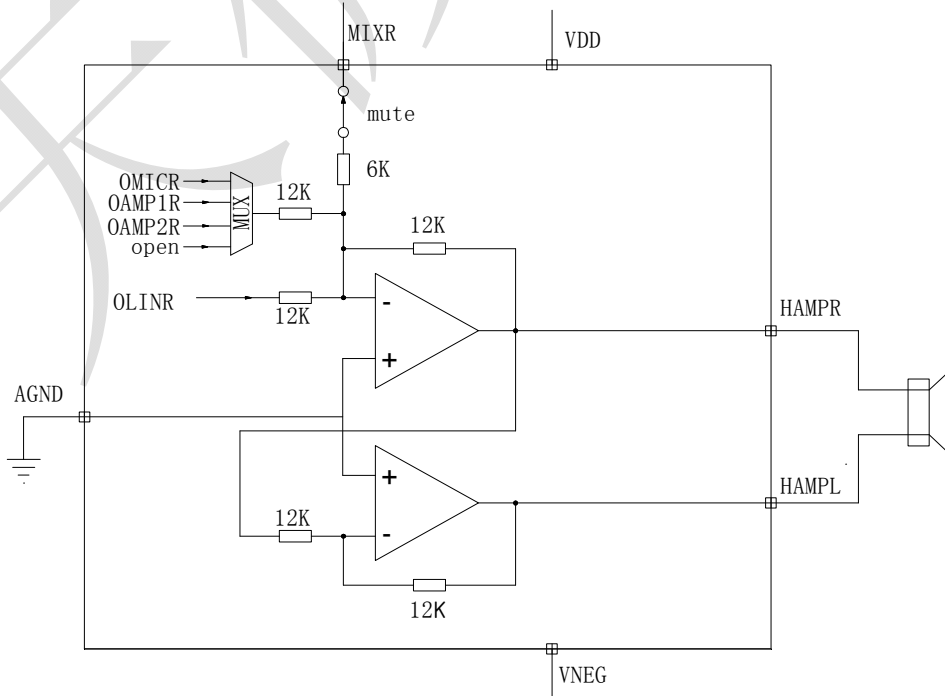 MIXR
VDD
mute
6K
OMICR
OAMP1R
OAMP2R
open
MUX
12K
12K
OLINR
12K
-
+
HAMPR
AGND
+
-
HAMPL
12K
12K
VNEG